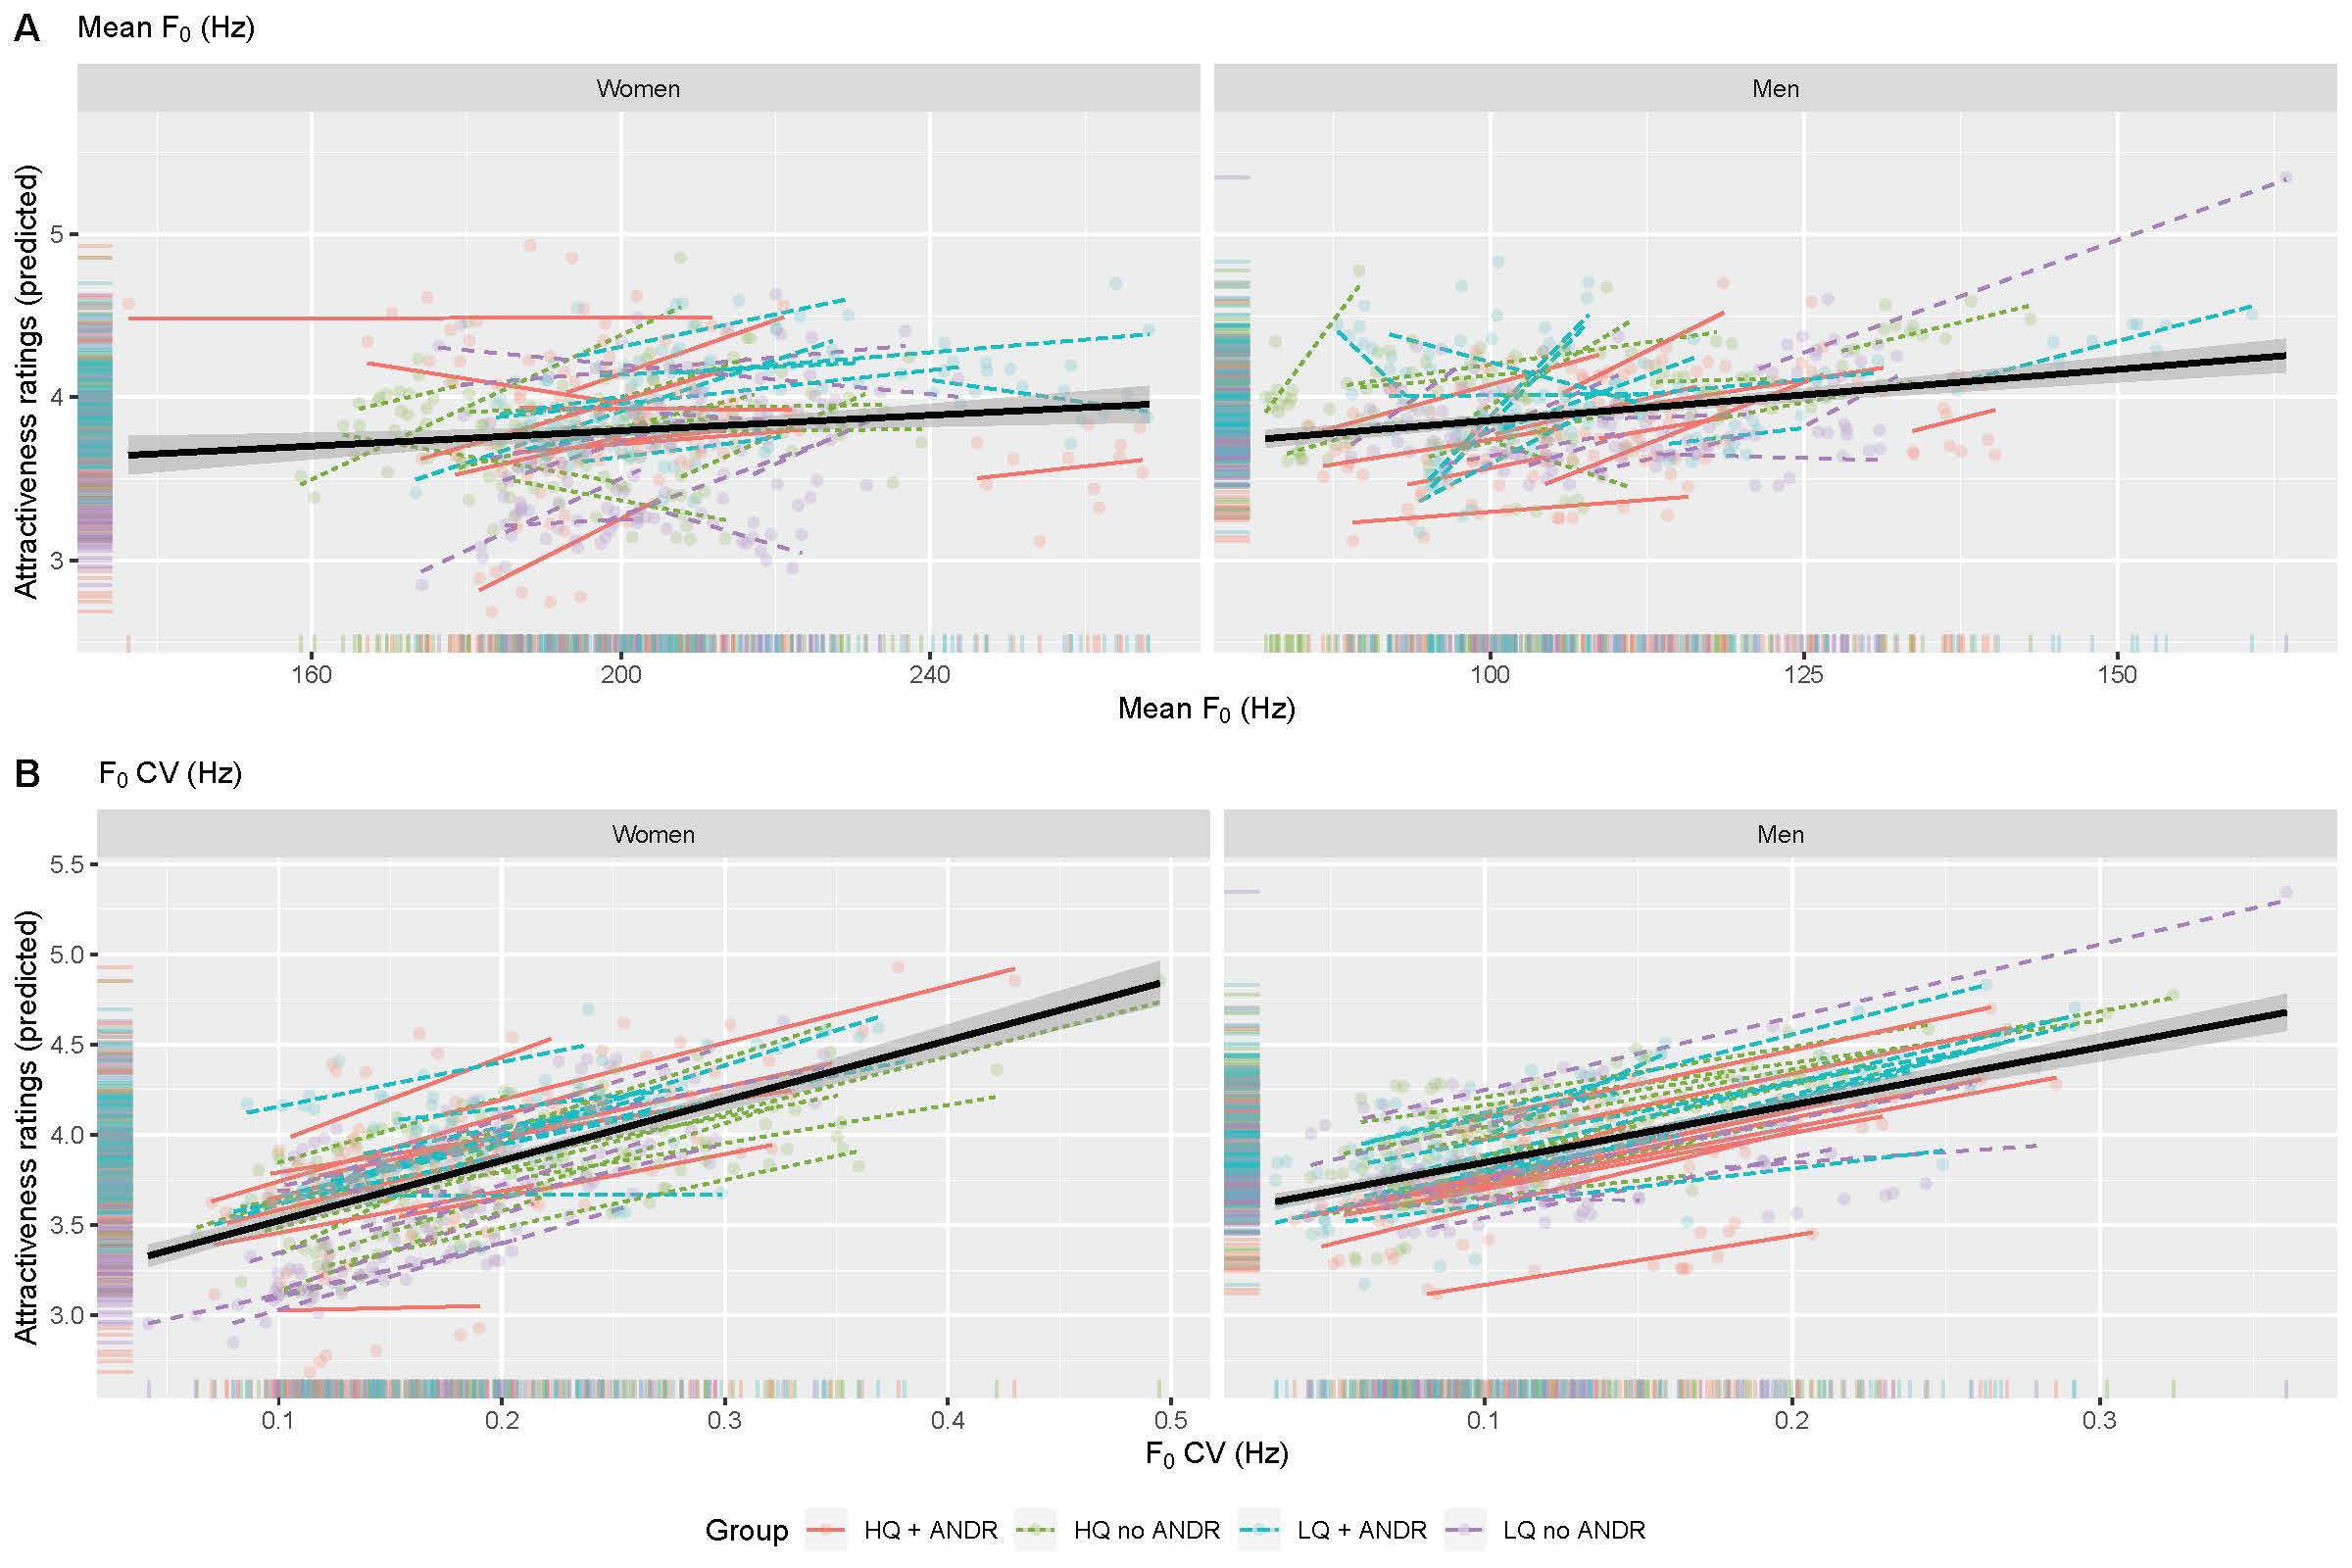 A Mean F₀ (Hz)
Women Men
Attractiveness ratings (predicted)
5
4
3
160 200 240 100 125 150
Mean F₀ (Hz)
B F₀ CV (Hz)
Women Men
Attractiveness ratings (predicted)
5.5
5.0
4.5
4.0
3.5
3.0
0.1 0.2 0.3 0.4 0.5 0.1 0.2 0.3
F₀ CV (Hz)
Group HQ + ANDR HQ no ANDR LQ + ANDR LQ no ANDR